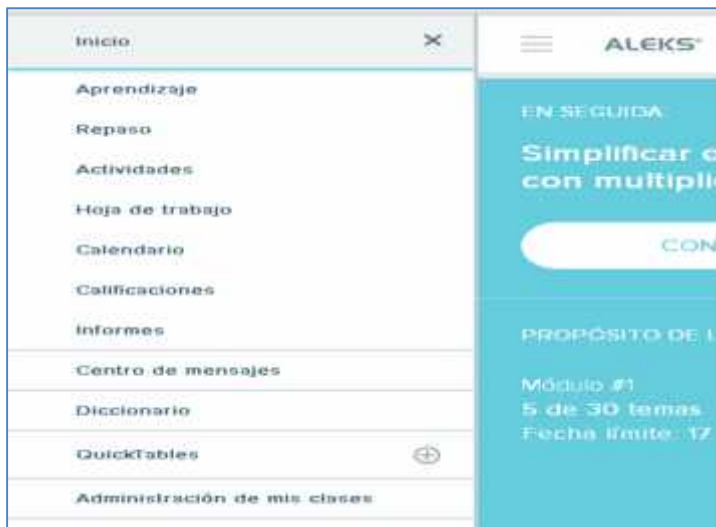 Inicio
Aprendizaje
Repaso
Actividades
Hoja de trabajo
Calendario
Calificaciones
Informes
Centro de mensajes
Diccionario
QuickTables
Administración de mis clases
ALEKS
EN SEGUIDA:
Simplificar
con multipli
CON
PROPÓSITO DE
Módulo #1
5 de 30 temas
Fecha límite: 17